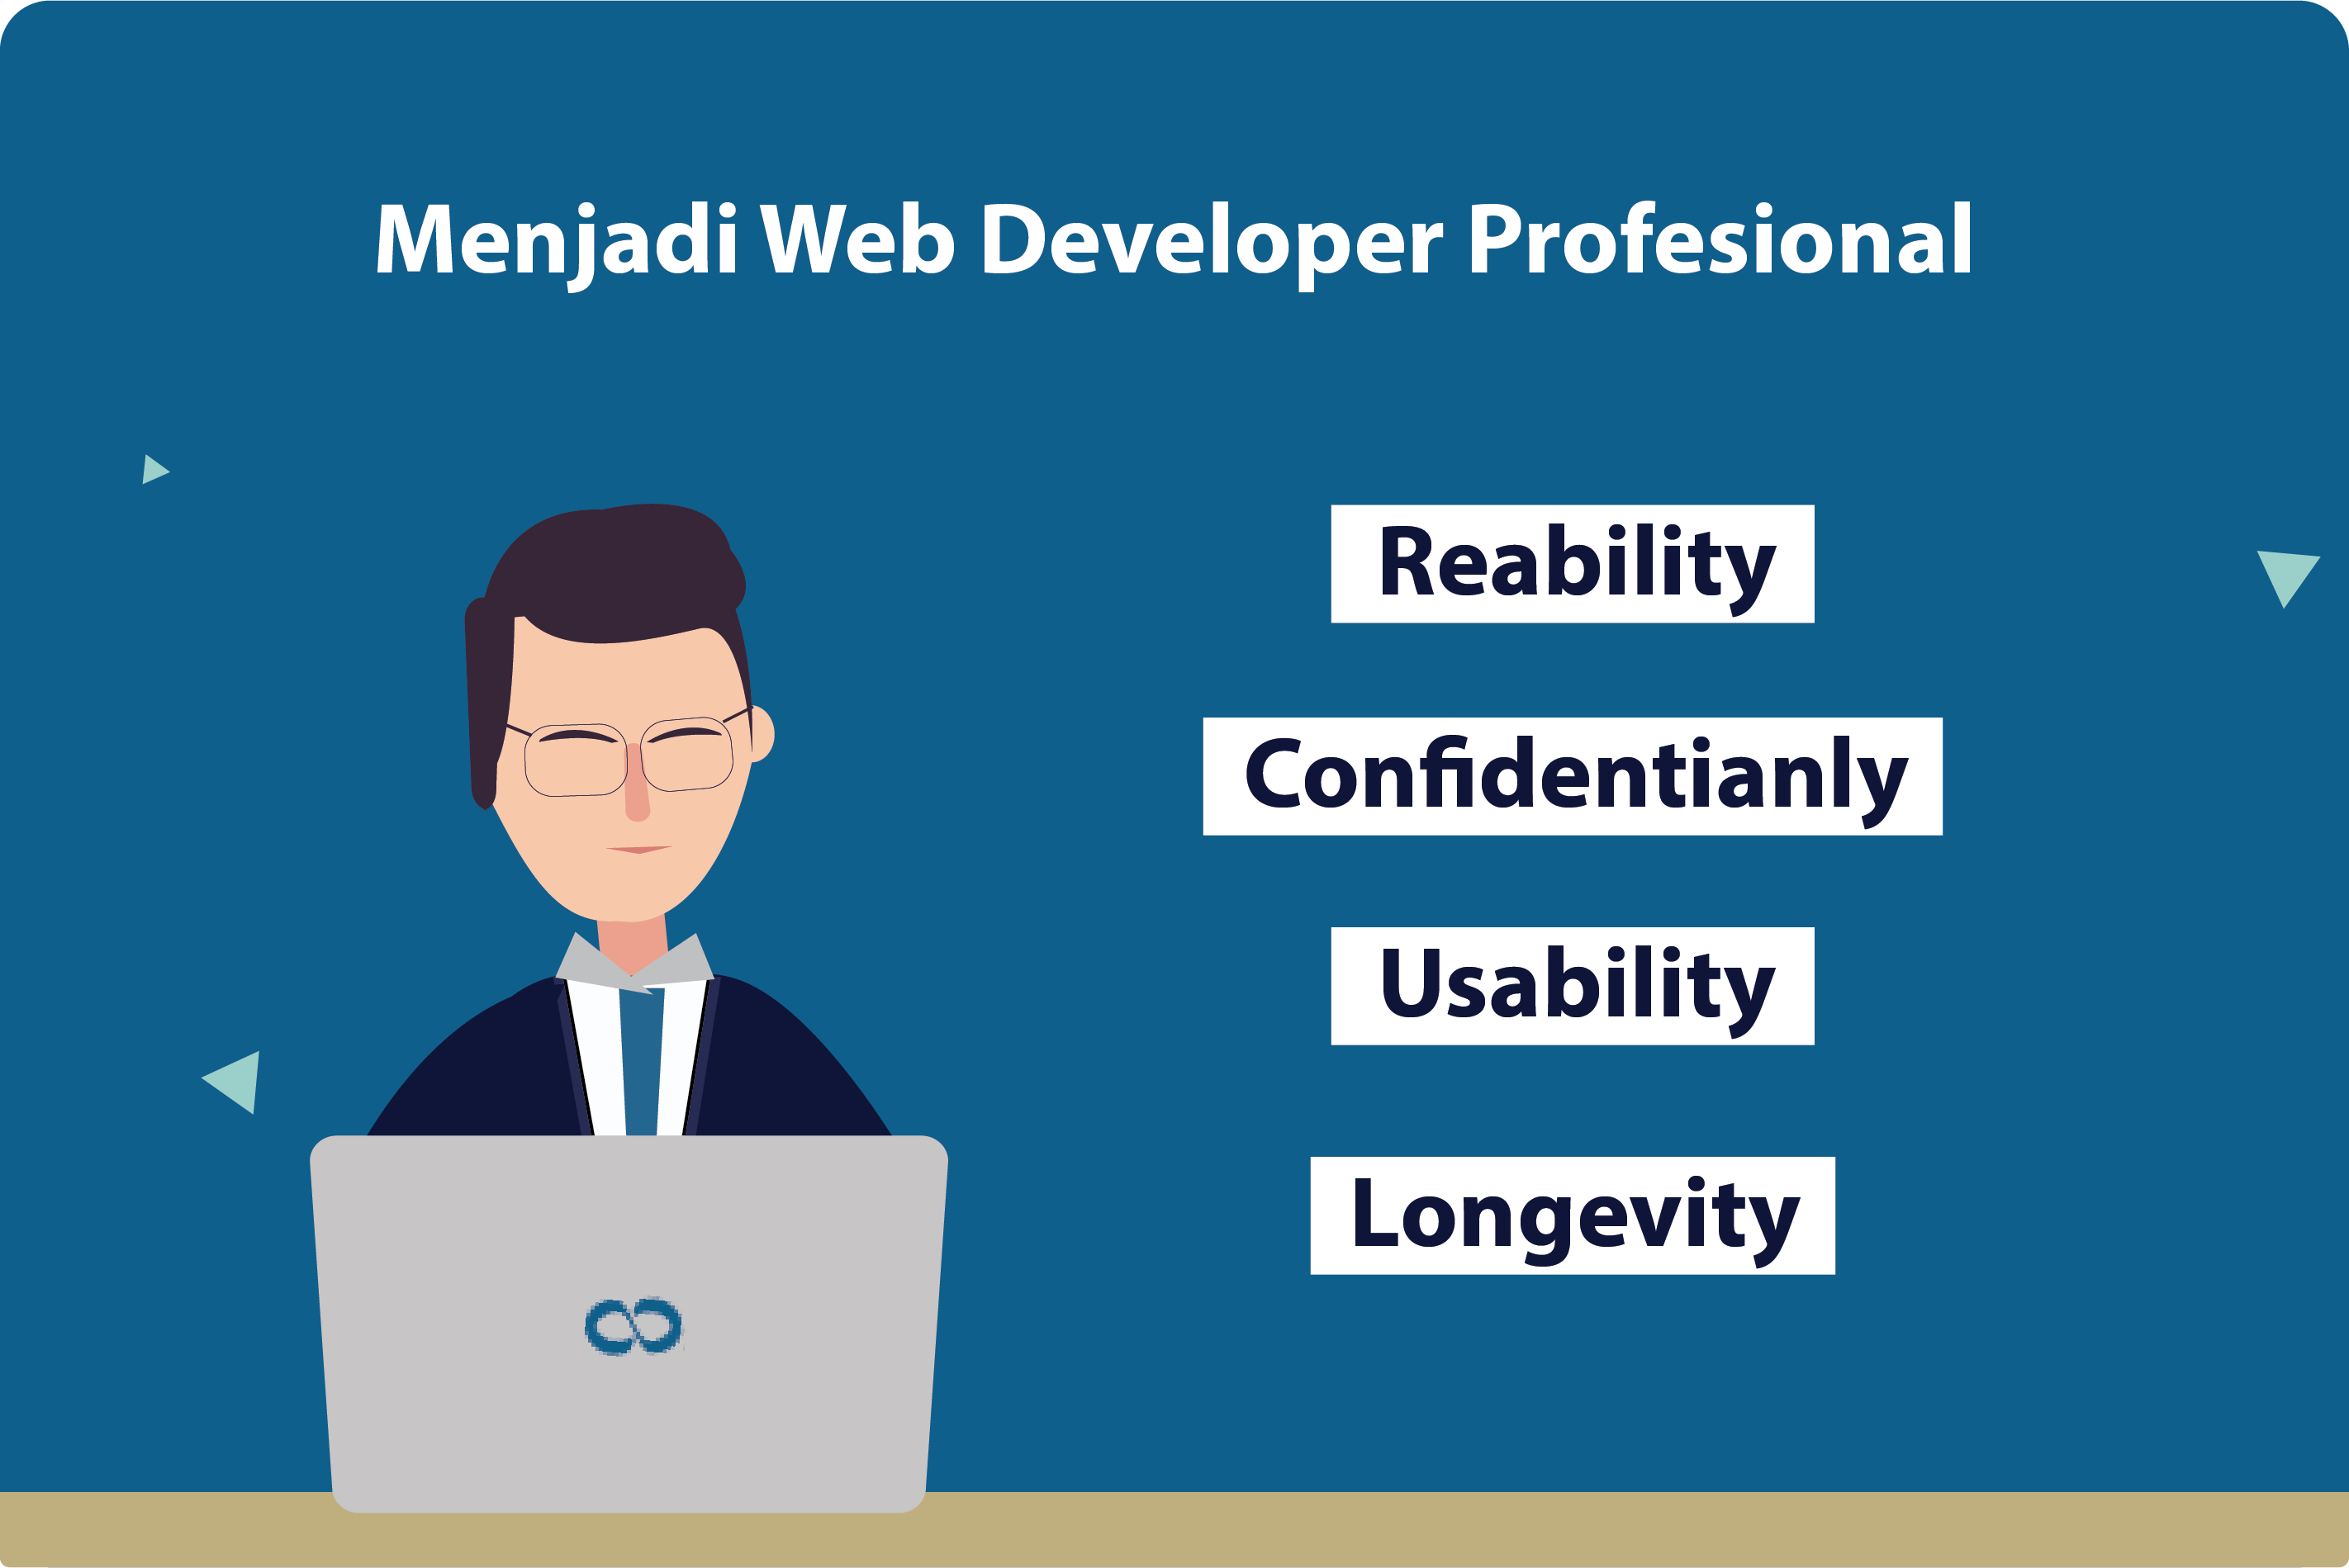 Menjadi Web Developer Profesional
Reability
Confidentianly
Usability
Longevity